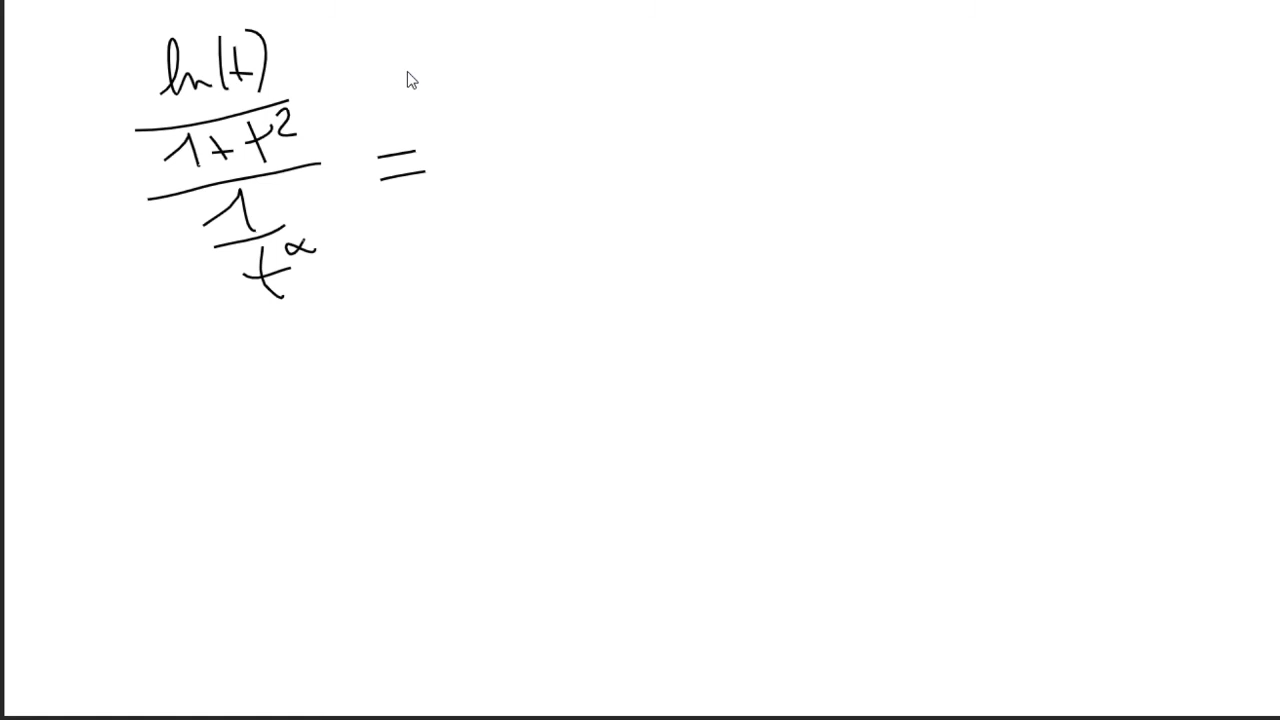 ln(t)
1+t²
1
t^α
=